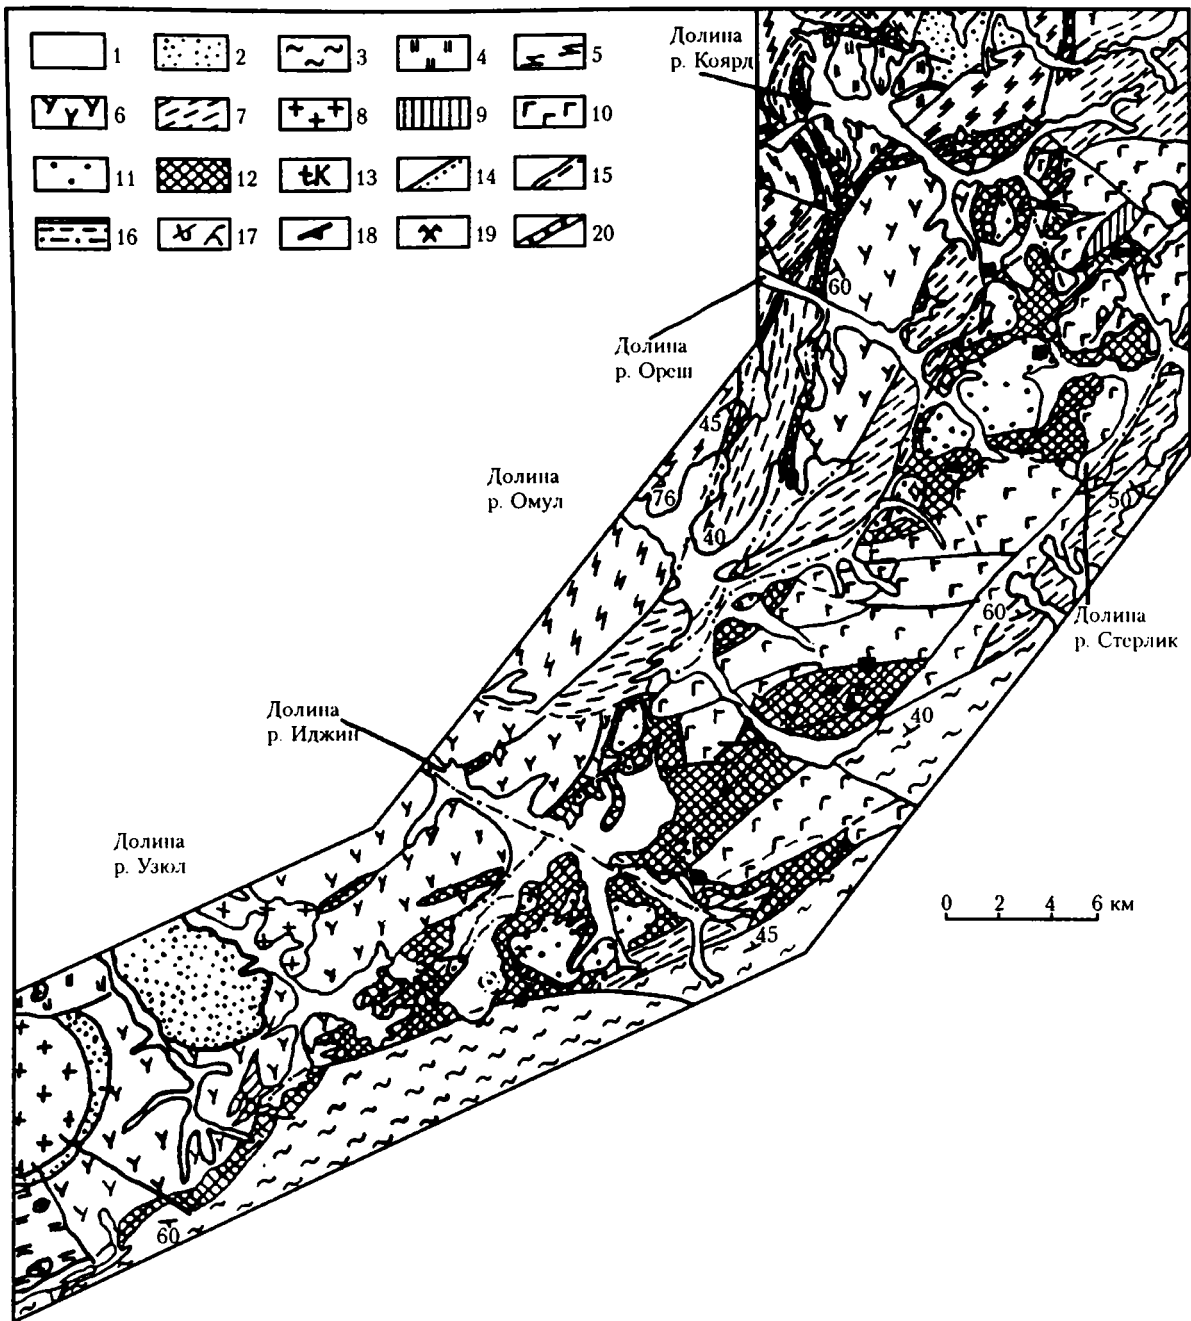 1
2
3
4
5
6
7
8
9
10
11
12
tK 13
14
15
16
17
18
19
20
Долина
р. Коярд
60
Долина
р. Ореш
45
Долина
р. Омул
76
40
50
60
Долина
р. Стерлик
Долина
р. Иджин
40
Долина
р. Узюл
0 2 4 6 км
45
60